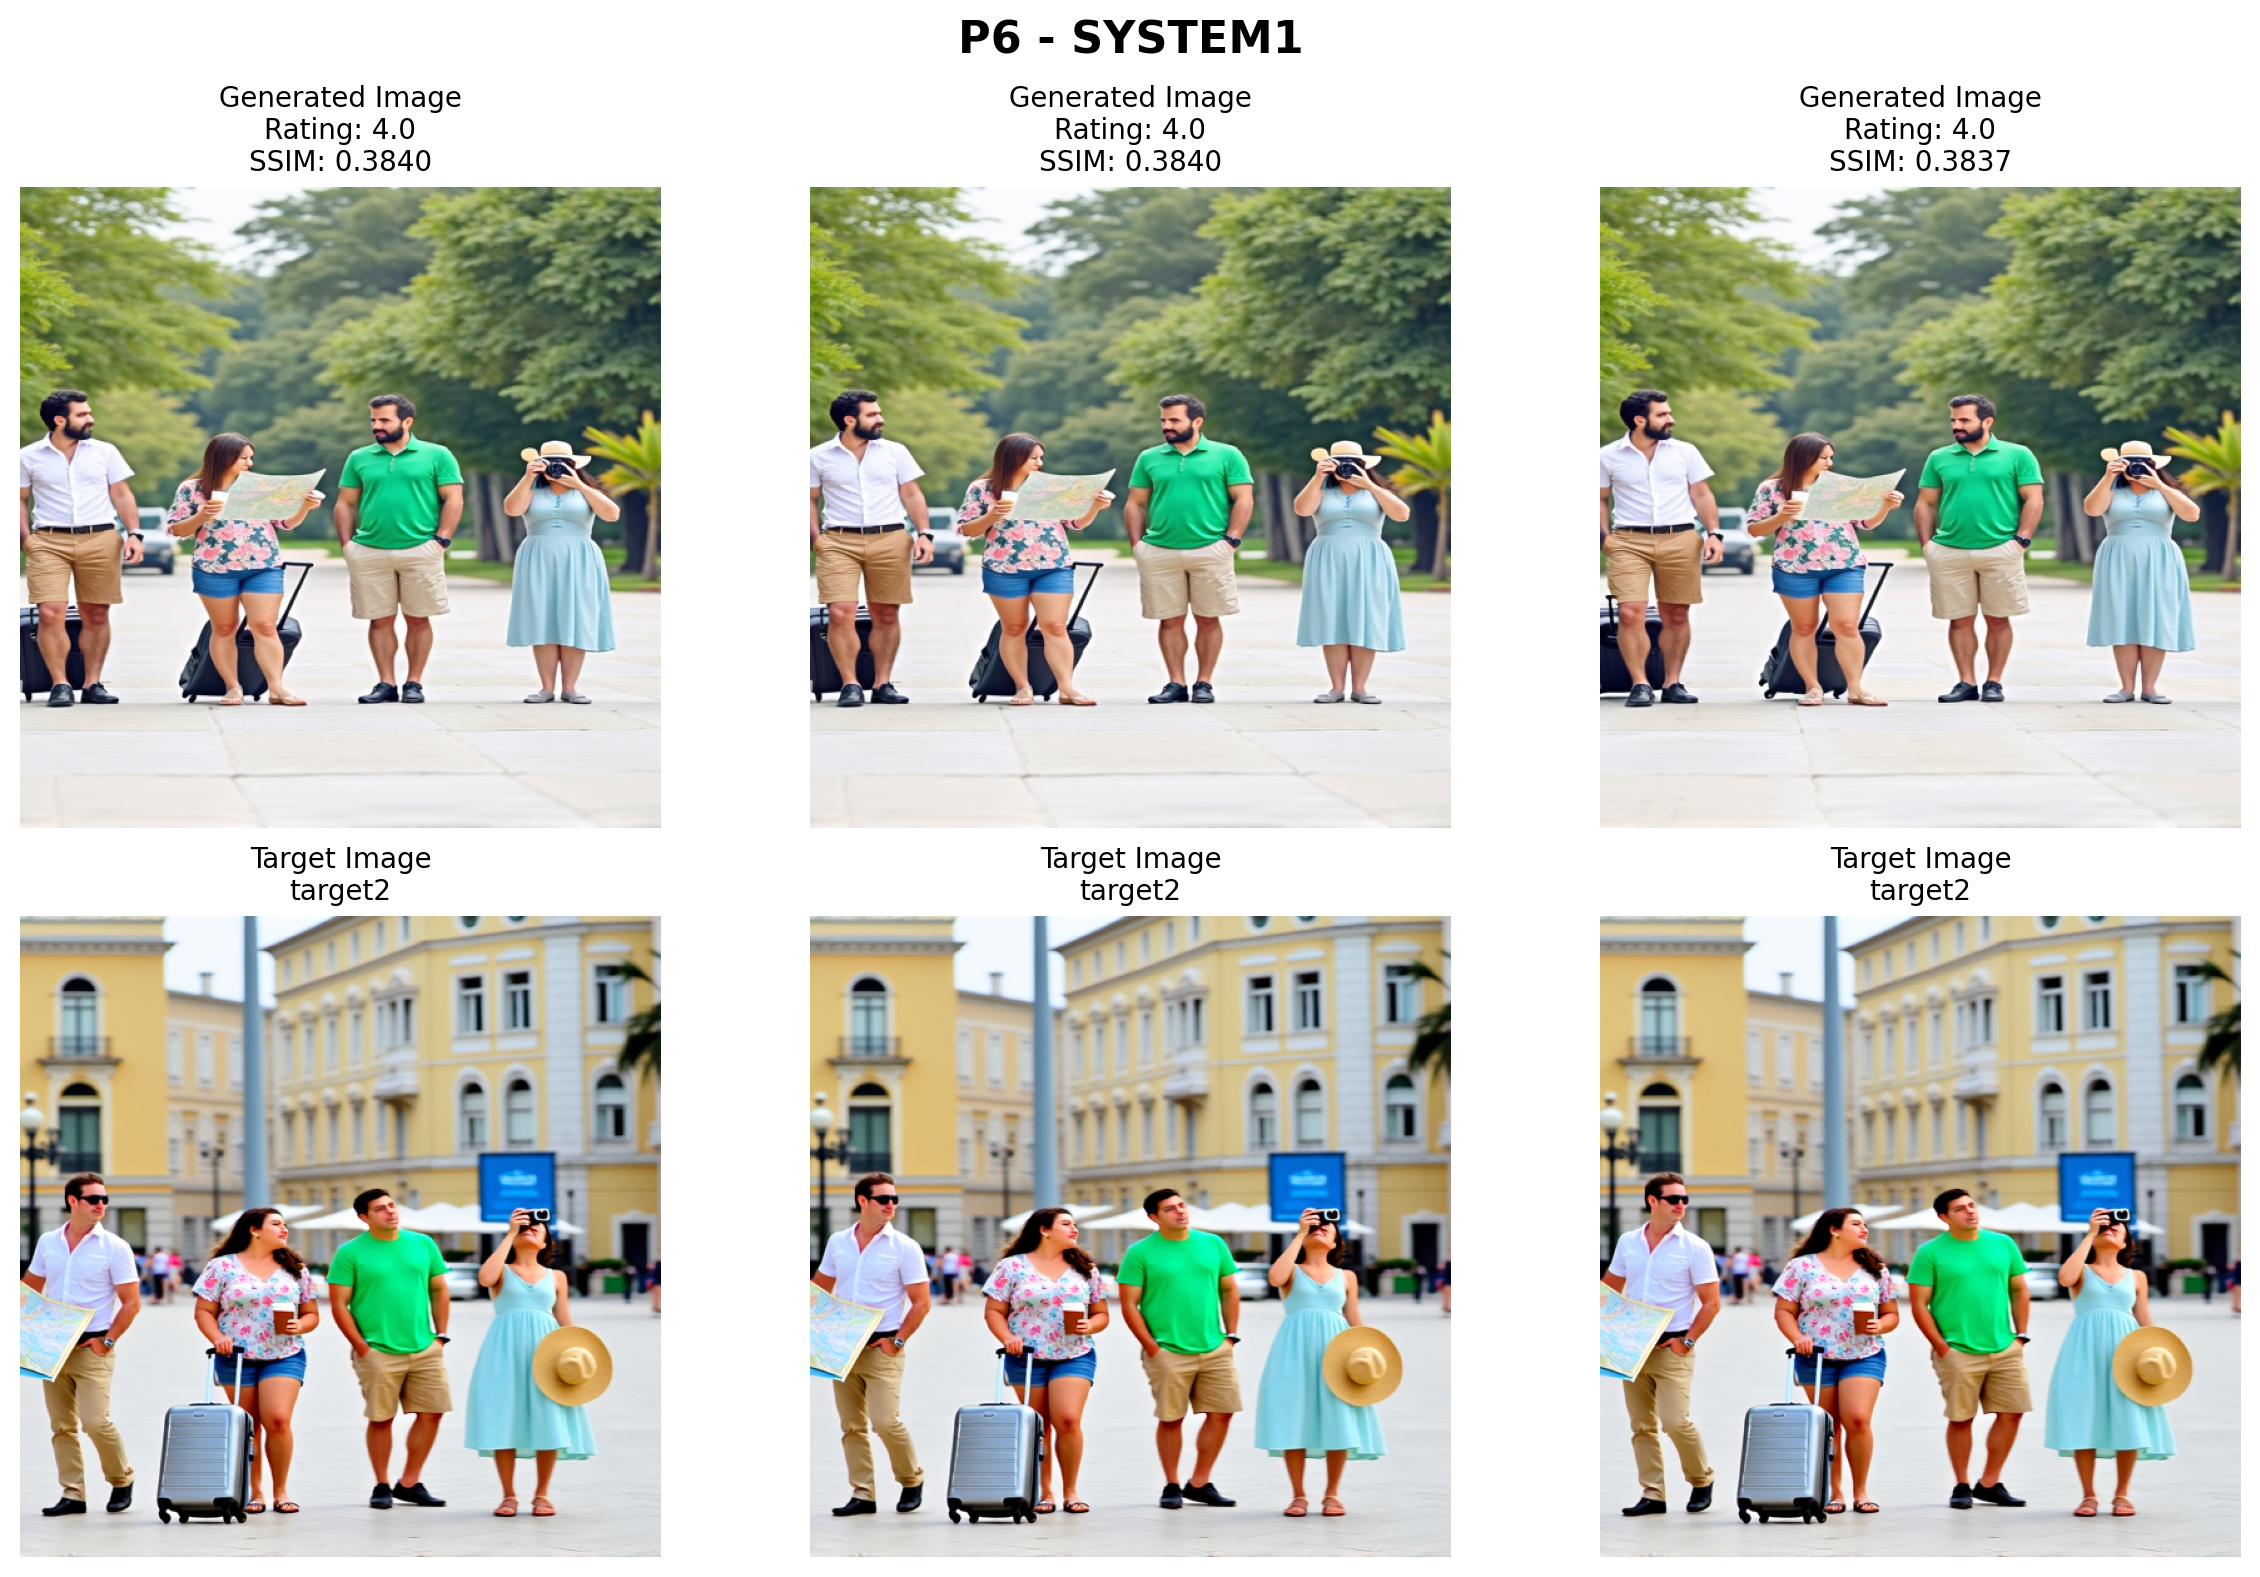 P6 - SYSTEM1
Generated Image
Rating: 4.0
SSIM: 0.3840
Generated Image
Rating: 4.0
SSIM: 0.3840
Generated Image
Rating: 4.0
SSIM: 0.3837
Target Image
target2
Target Image
target2
Target Image
target2